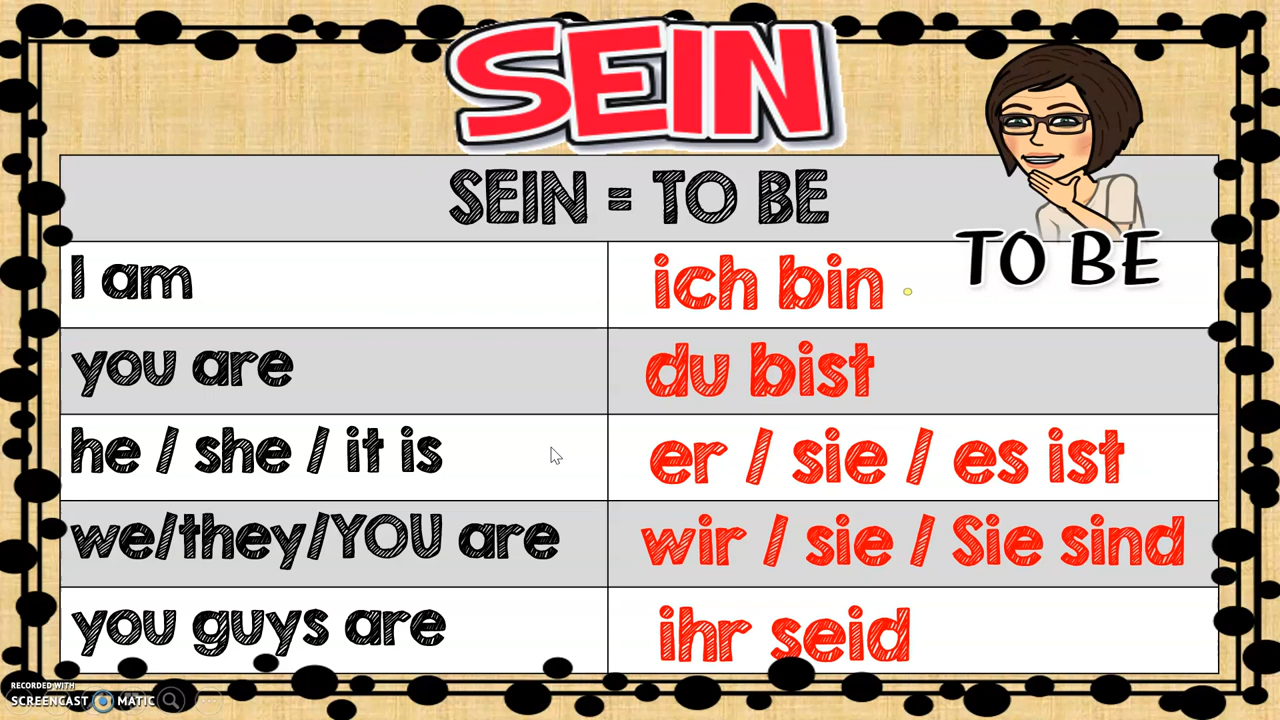 SEIN
SEIN = TO BE
TO BE
I am
ich bin
you are
du bist
he / she / it is
er / sie / es ist
we/they/YOU are
wir / sie / Sie sind
you guys are
ihr seid
RECORDED WITH
SCREENCAST MATIC